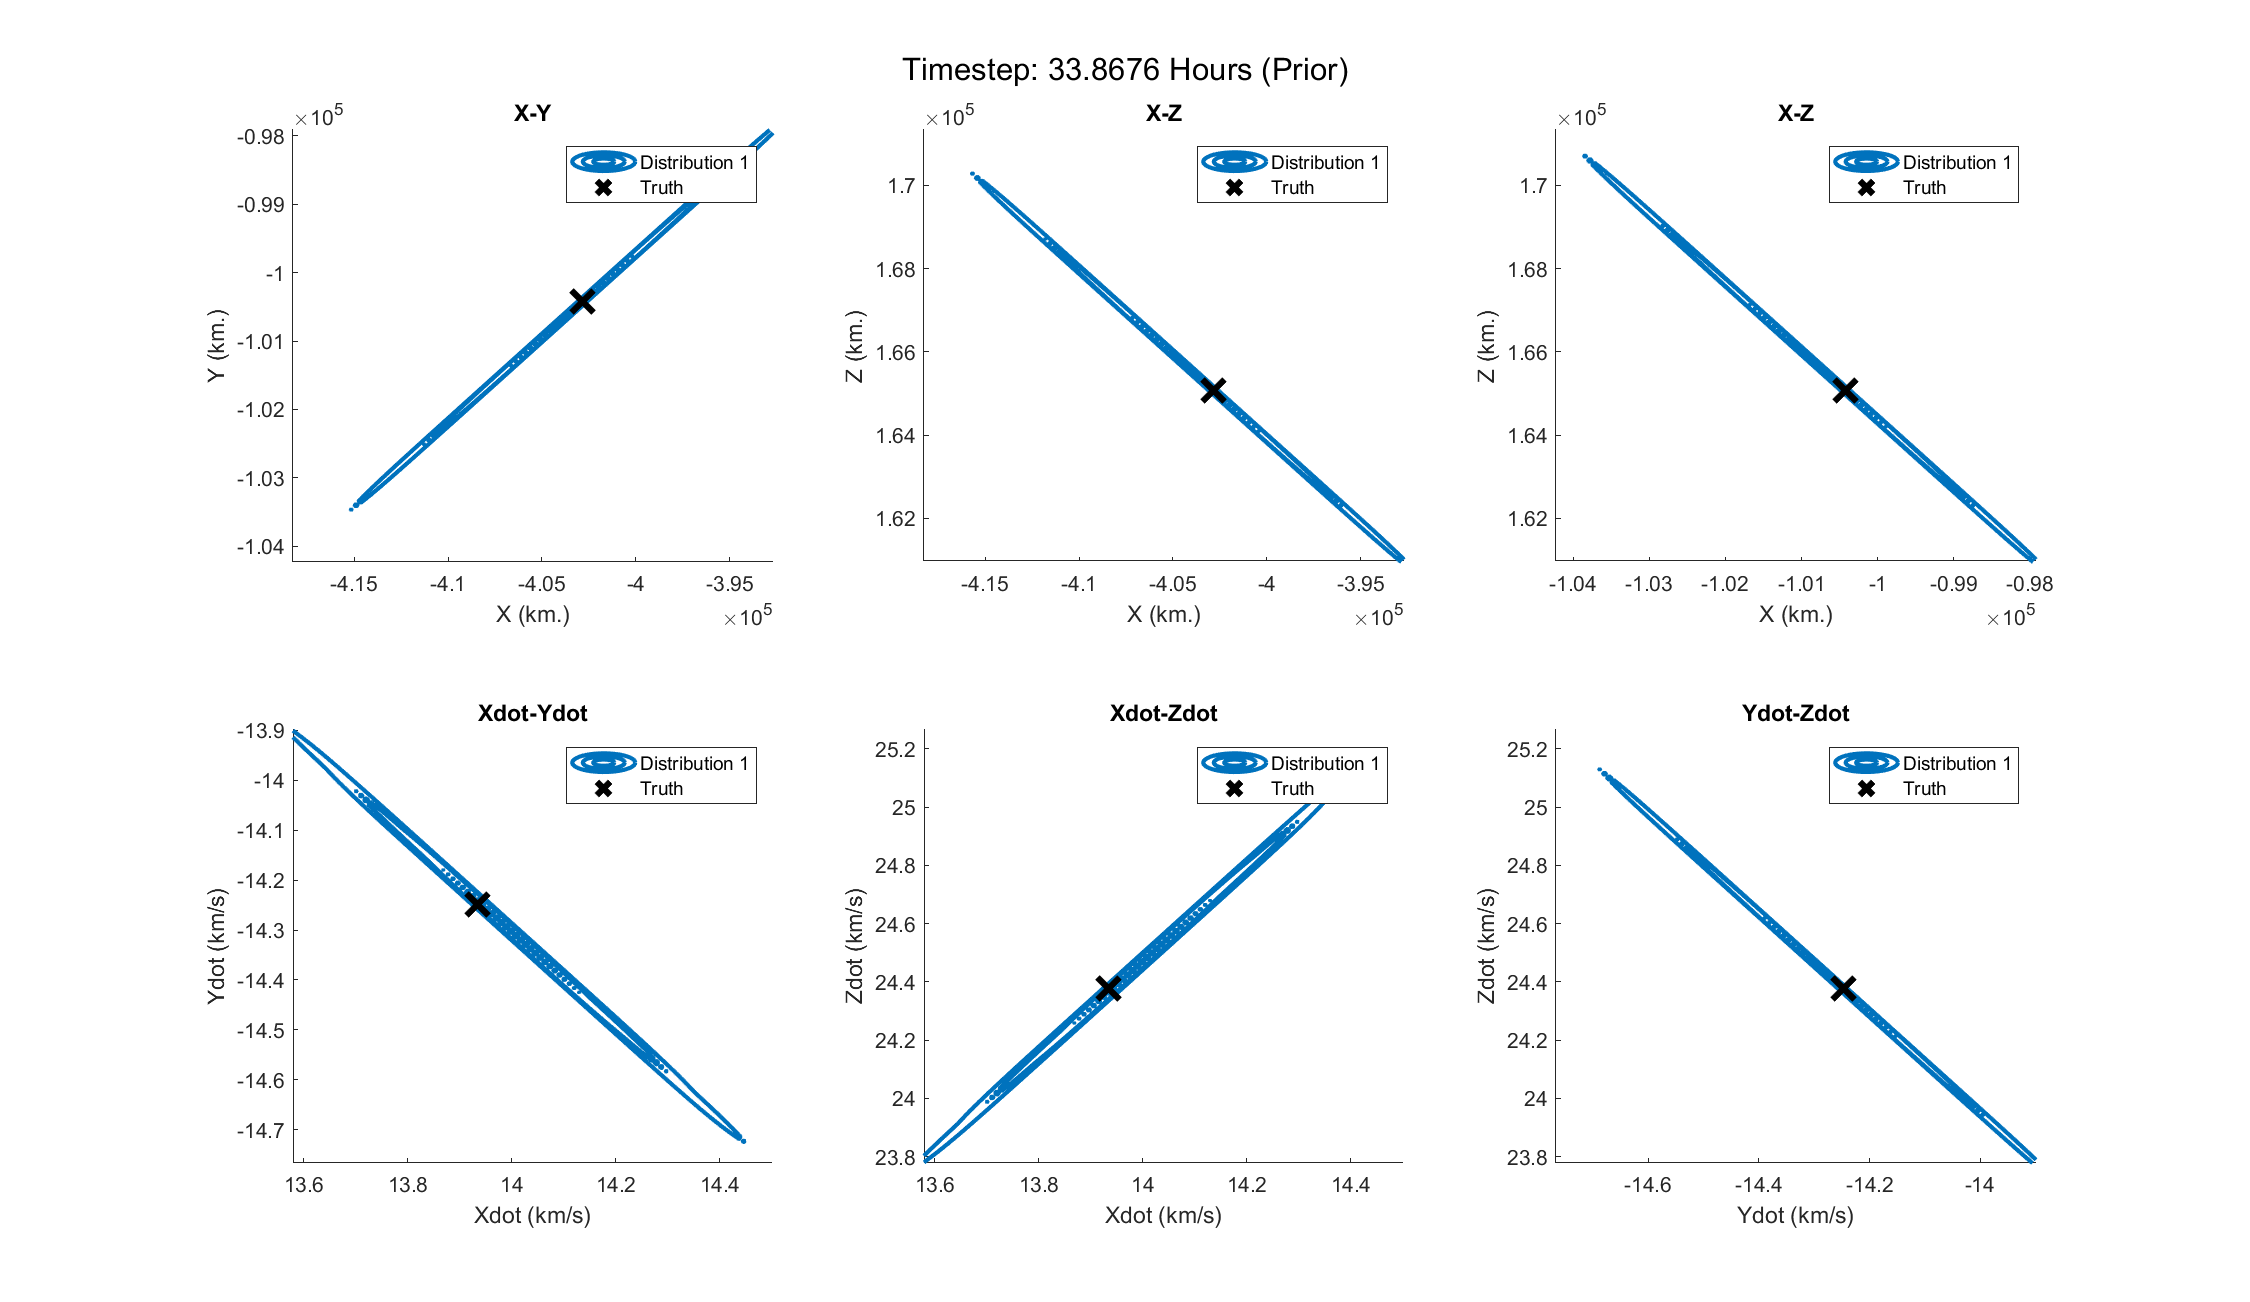 Timestep: 33.8676 Hours (Prior)
X-Y
×10^5
-0.98
-0.99
-1
-1.01
-1.02
-1.03
-1.04
Y (km.)
-4.15 -4.1 -4.05 -4 -3.95
X (km.)
×10^5
Distribution 1
Truth
X-Z
×10^5
1.7
1.68
1.66
1.64
1.62
Z (km.)
-4.15 -4.1 -4.05 -4 -3.95
X (km.)
×10^5
Distribution 1
Truth
X-Z
×10^5
1.7
1.68
1.66
1.64
1.62
Z (km.)
-1.04 -1.03 -1.02 -1.01 -1 -0.99 -0.98
X (km.)
×10^5
Distribution 1
Truth
Xdot-Ydot
-13.9
-14
-14.1
-14.2
-14.3
-14.4
-14.5
-14.6
-14.7
Ydot (km/s)
13.6 13.8 14 14.2 14.4
Xdot (km/s)
Distribution 1
Truth
Xdot-Zdot
25.2
25
24.8
24.6
24.4
24.2
24
23.8
Zdot (km/s)
13.6 13.8 14 14.2 14.4
Xdot (km/s)
Distribution 1
Truth
Ydot-Zdot
25.2
25
24.8
24.6
24.4
24.2
24
23.8
Zdot (km/s)
-14.6 -14.4 -14.2 -14
Ydot (km/s)
Distribution 1
Truth